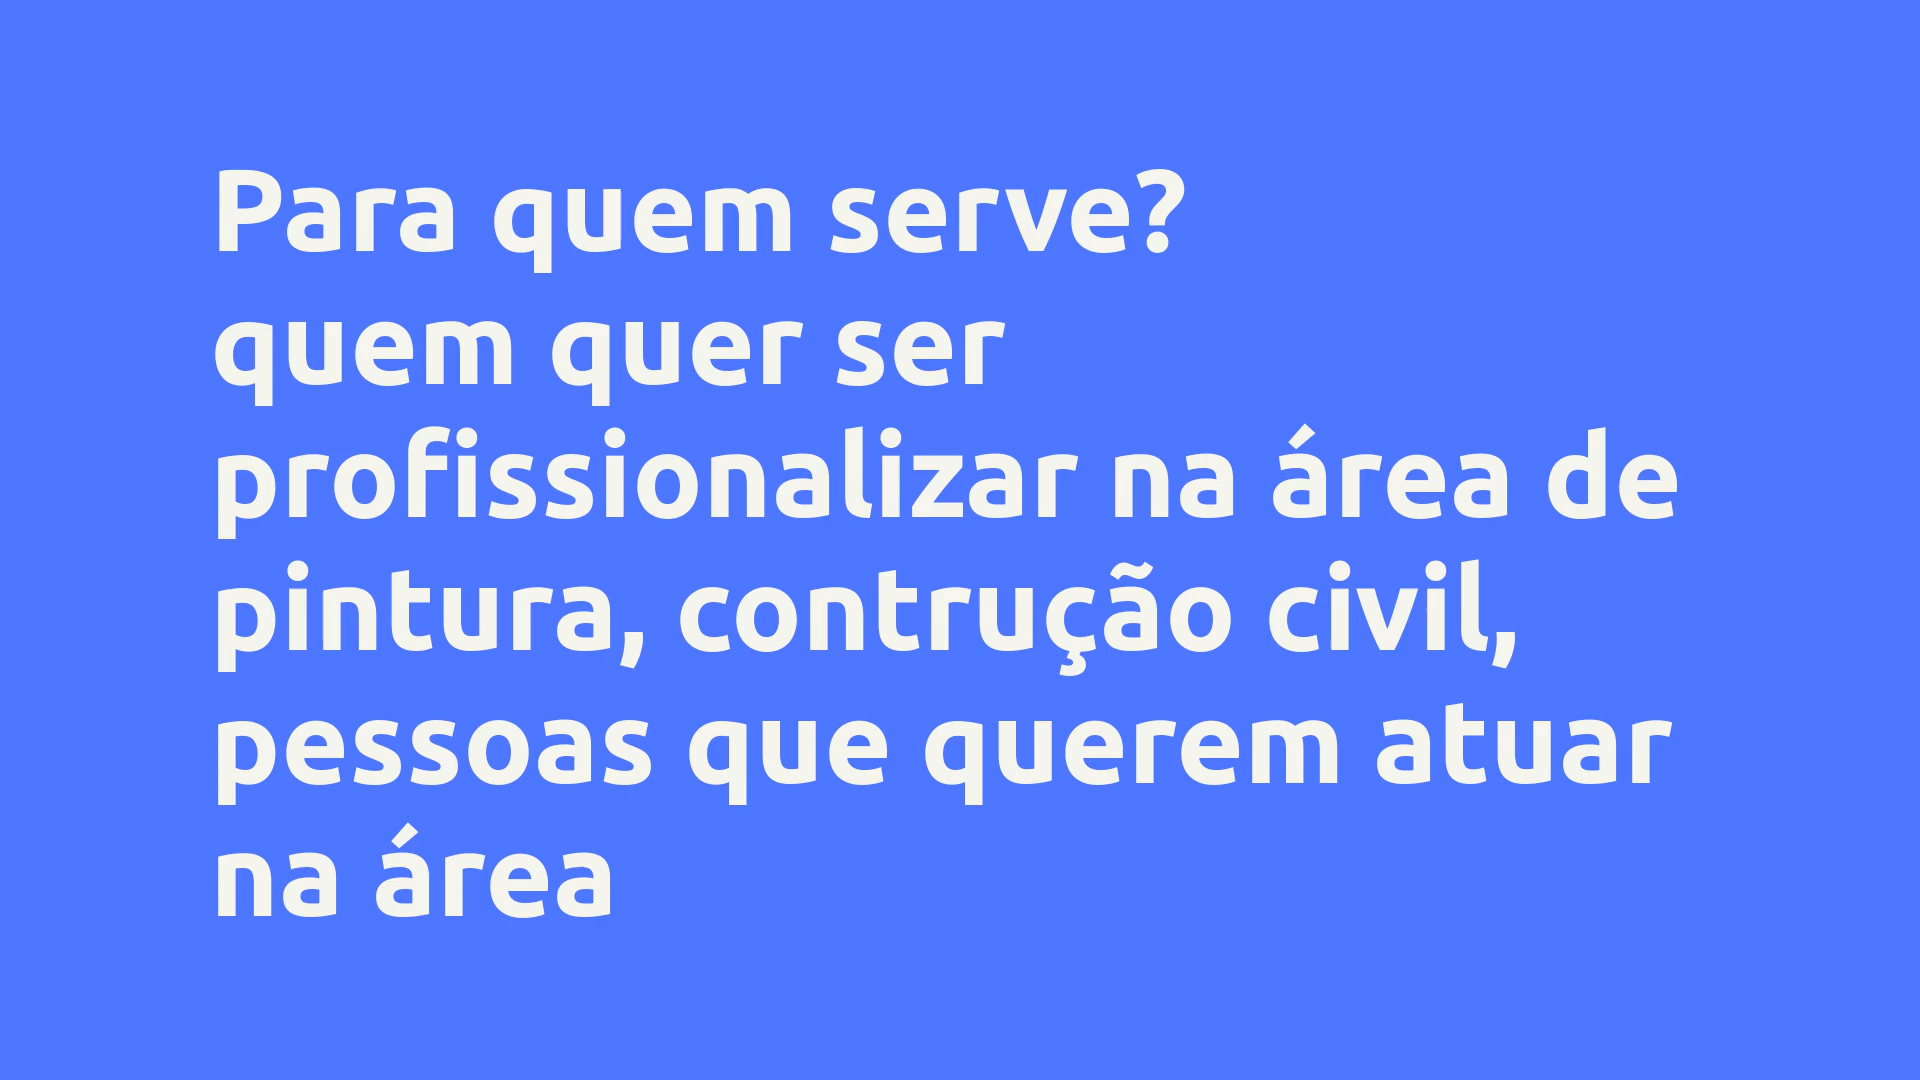 Para quem serve?
quem quer ser
profissionalizar na área de
pintura, contrução civil,
pessoas que querem atuar
na área